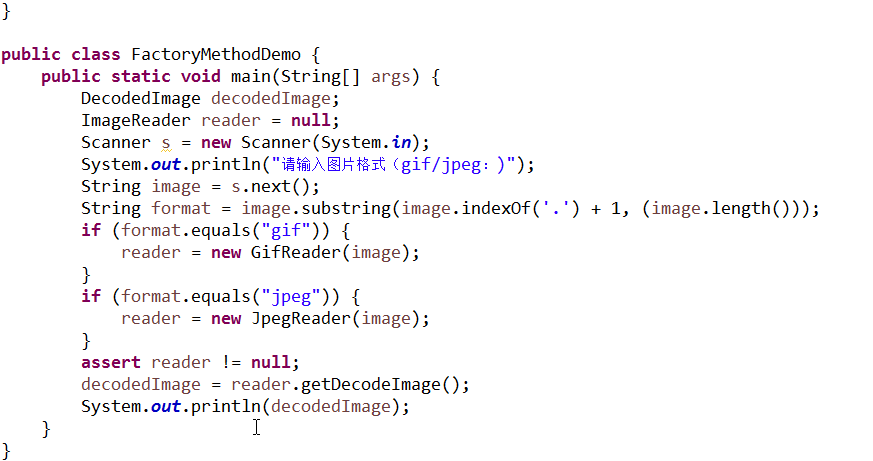 }
public class FactoryMethodDemo {
    public static void main(String[] args) {
        DecodedImage decodedImage;
        ImageReader reader = null;
        Scanner s = new Scanner(System.in);
        System.out.println("请输入图片格式（gif/jpeg：)");
        String image = s.next();
        String format = image.substring(image.indexOf('.') + 1, (image.length()));
        if (format.equals("gif")) {
            reader = new GifReader(image);
        }
        if (format.equals("jpeg")) {
            reader = new JpegReader(image);
        }
        assert reader != null;
        decodedImage = reader.getDecodeImage();
        System.out.println(decodedImage);
    }
}